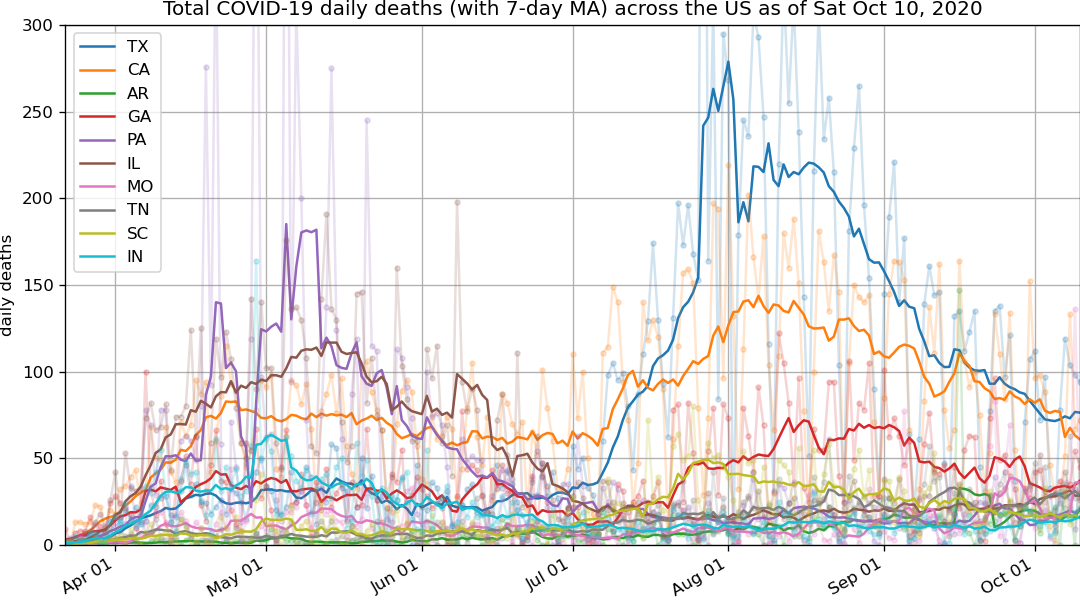 Total COVID-19 daily deaths (with 7-day MA) across the US as of Sat Oct 10, 2020
daily deaths
300
250
200
150
100
50
0
TX
CA
AR
GA
PA
IL
MO
TN
SC
IN
Apr 01
May 01
Jun 01
Jul 01
Aug 01
Sep 01
Oct 01